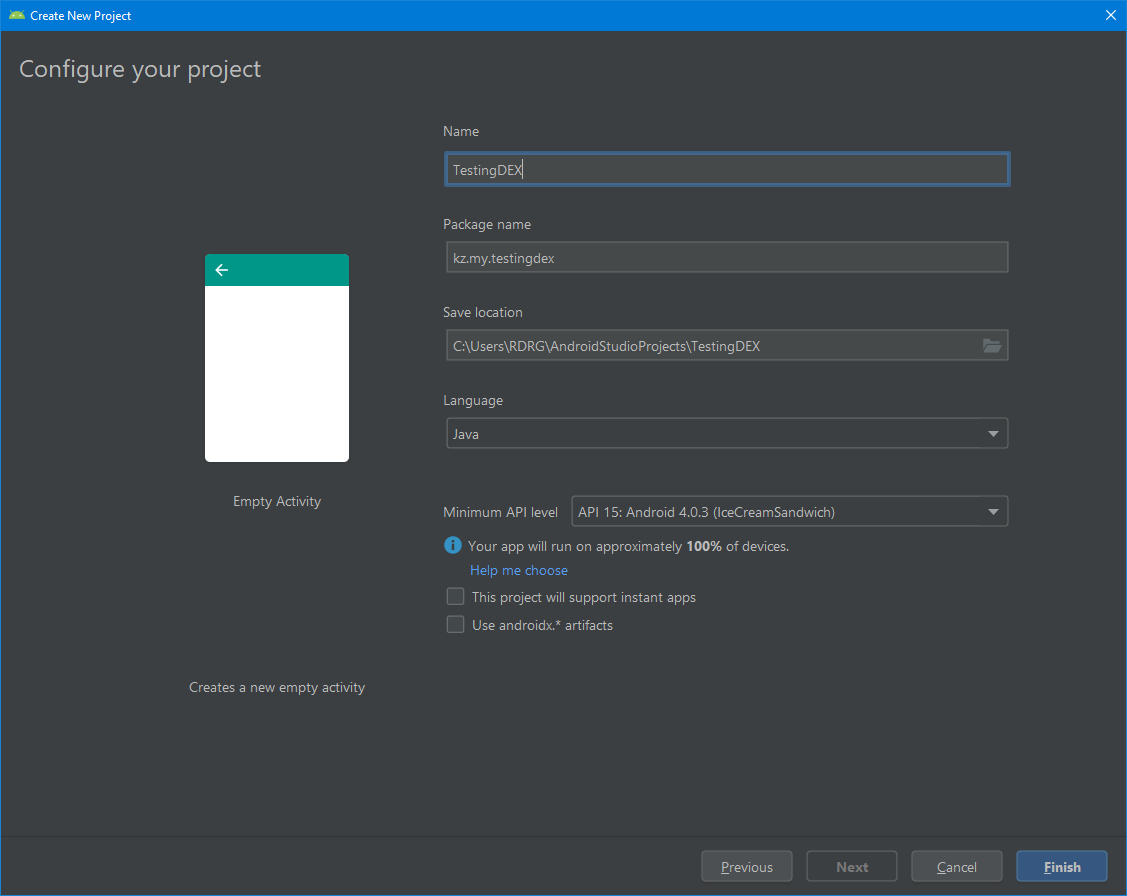 Create New Project
Configure your project
Name
TestingDEX
Package name
kz.my.testingdex
Save location
C:\Users\RDRG\AndroidStudioProjects\TestingDEX
Language
Java
Empty Activity
Minimum API level API 15: Android 4.0.3 (IceCreamSandwich)
Your app will run on approximately 100% of devices.
Help me choose
This project will support instant apps
Use androidx.* artifacts
Creates a new empty activity
Previous Next Cancel Finish